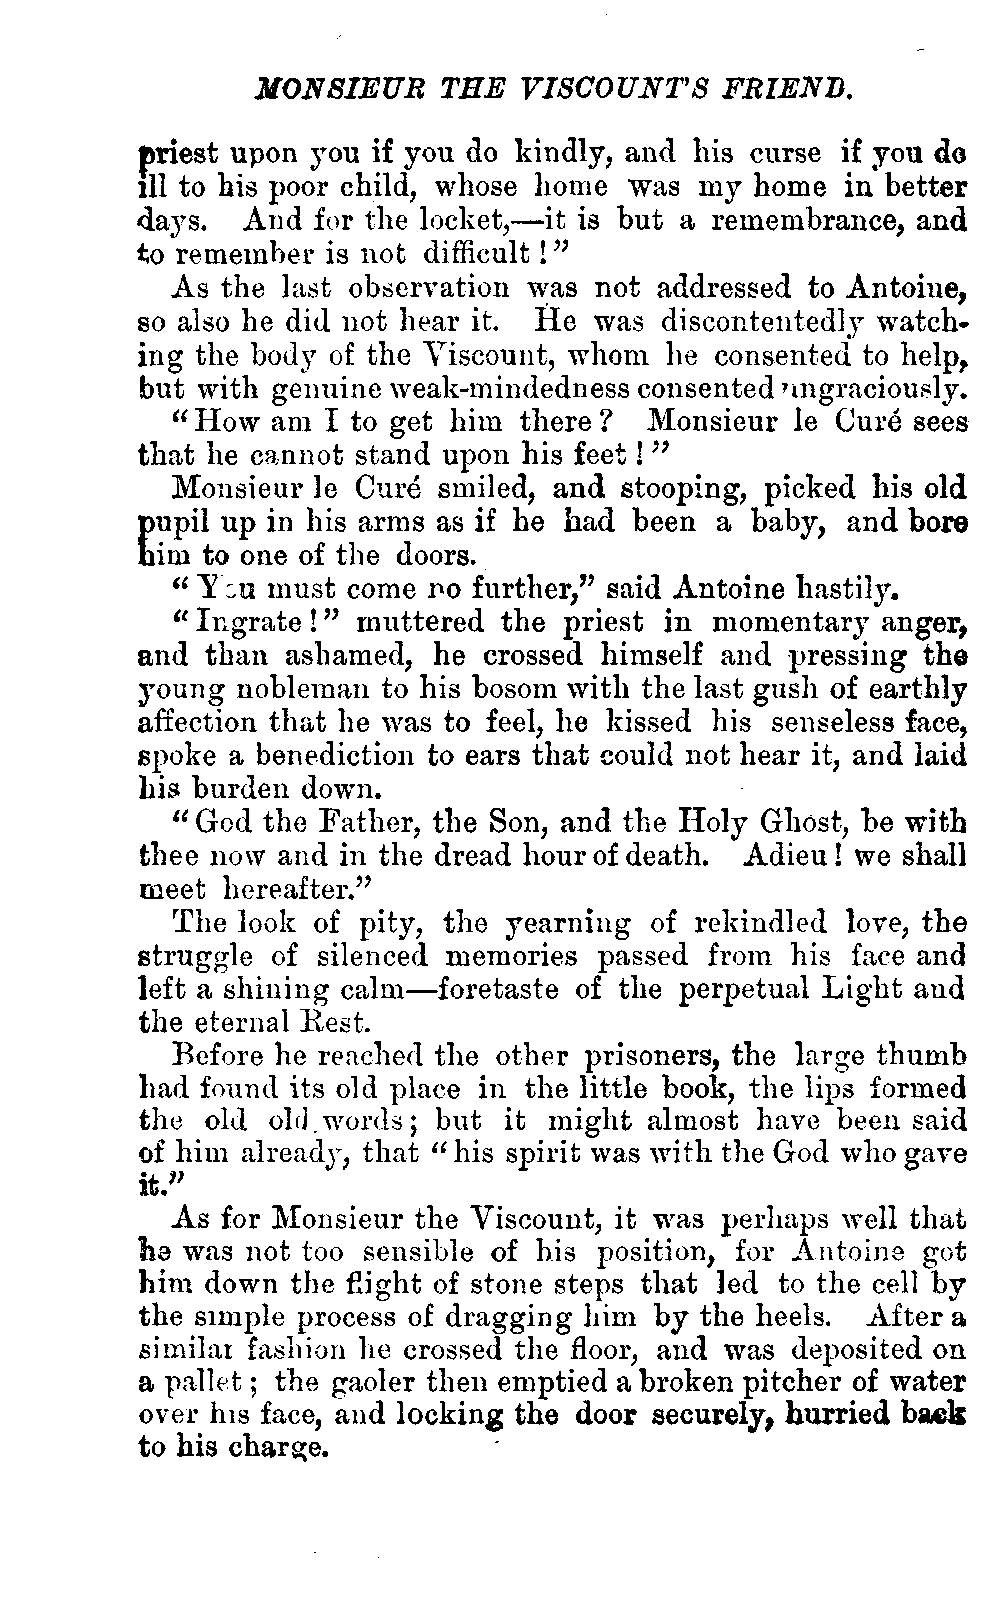 MONSIEUR THE VISCOUNT'S FRIEND.
priest upon you if you do kindly, and his curse if you do
ill to his poor child, whose home was my home in better
days. And for the locket,—it is but a remembrance, and
to remember is not difficult!"
As the last observation was not addressed to Antoine,
so also he did not hear it. He was discontentedly watch-
ing the body of the Viscount, whom he consented to help,
but with genuine weak-mindedness consented ungraciously.
"How am I to get him there? Monsieur le Curé sees
that he cannot stand upon his feet!"
Monsieur le Curé smiled, and stooping, picked his old
pupil up in his arms as if he had been a baby, and bore
him to one of the doors.
"You must come no further," said Antoine hastily.
"Ingrate!" muttered the priest in momentary anger,
and than ashamed, he crossed himself and pressing the
young nobleman to his bosom with the last gush of earthly
affection that he was to feel, he kissed his senseless face,
spoke a benediction to ears that could not hear it, and laid
his burden down.
"God the Father, the Son, and the Holy Ghost, be with
thee now and in the dread hour of death. Adieu! we shall
meet hereafter."
The look of pity, the yearning of rekindled love, the
struggle of silenced memories passed from his face and
left a shining calm—foretaste of the perpetual Light and
the eternal Rest.
Before he reached the other prisoners, the large thumb
had found its old place in the little book, the lips formed
the old old words; but it might almost have been said
of him already, that "his spirit was with the God who gave
it."
As for Monsieur the Viscount, it was perhaps well that
he was not too sensible of his position, for Antoine got
him down the flight of stone steps that led to the cell by
the simple process of dragging him by the heels. After a
similar fashion he crossed the floor, and was deposited on
a pallet; the gaoler then emptied a broken pitcher of water
over his face, and locking the door securely, hurried back
to his charge.